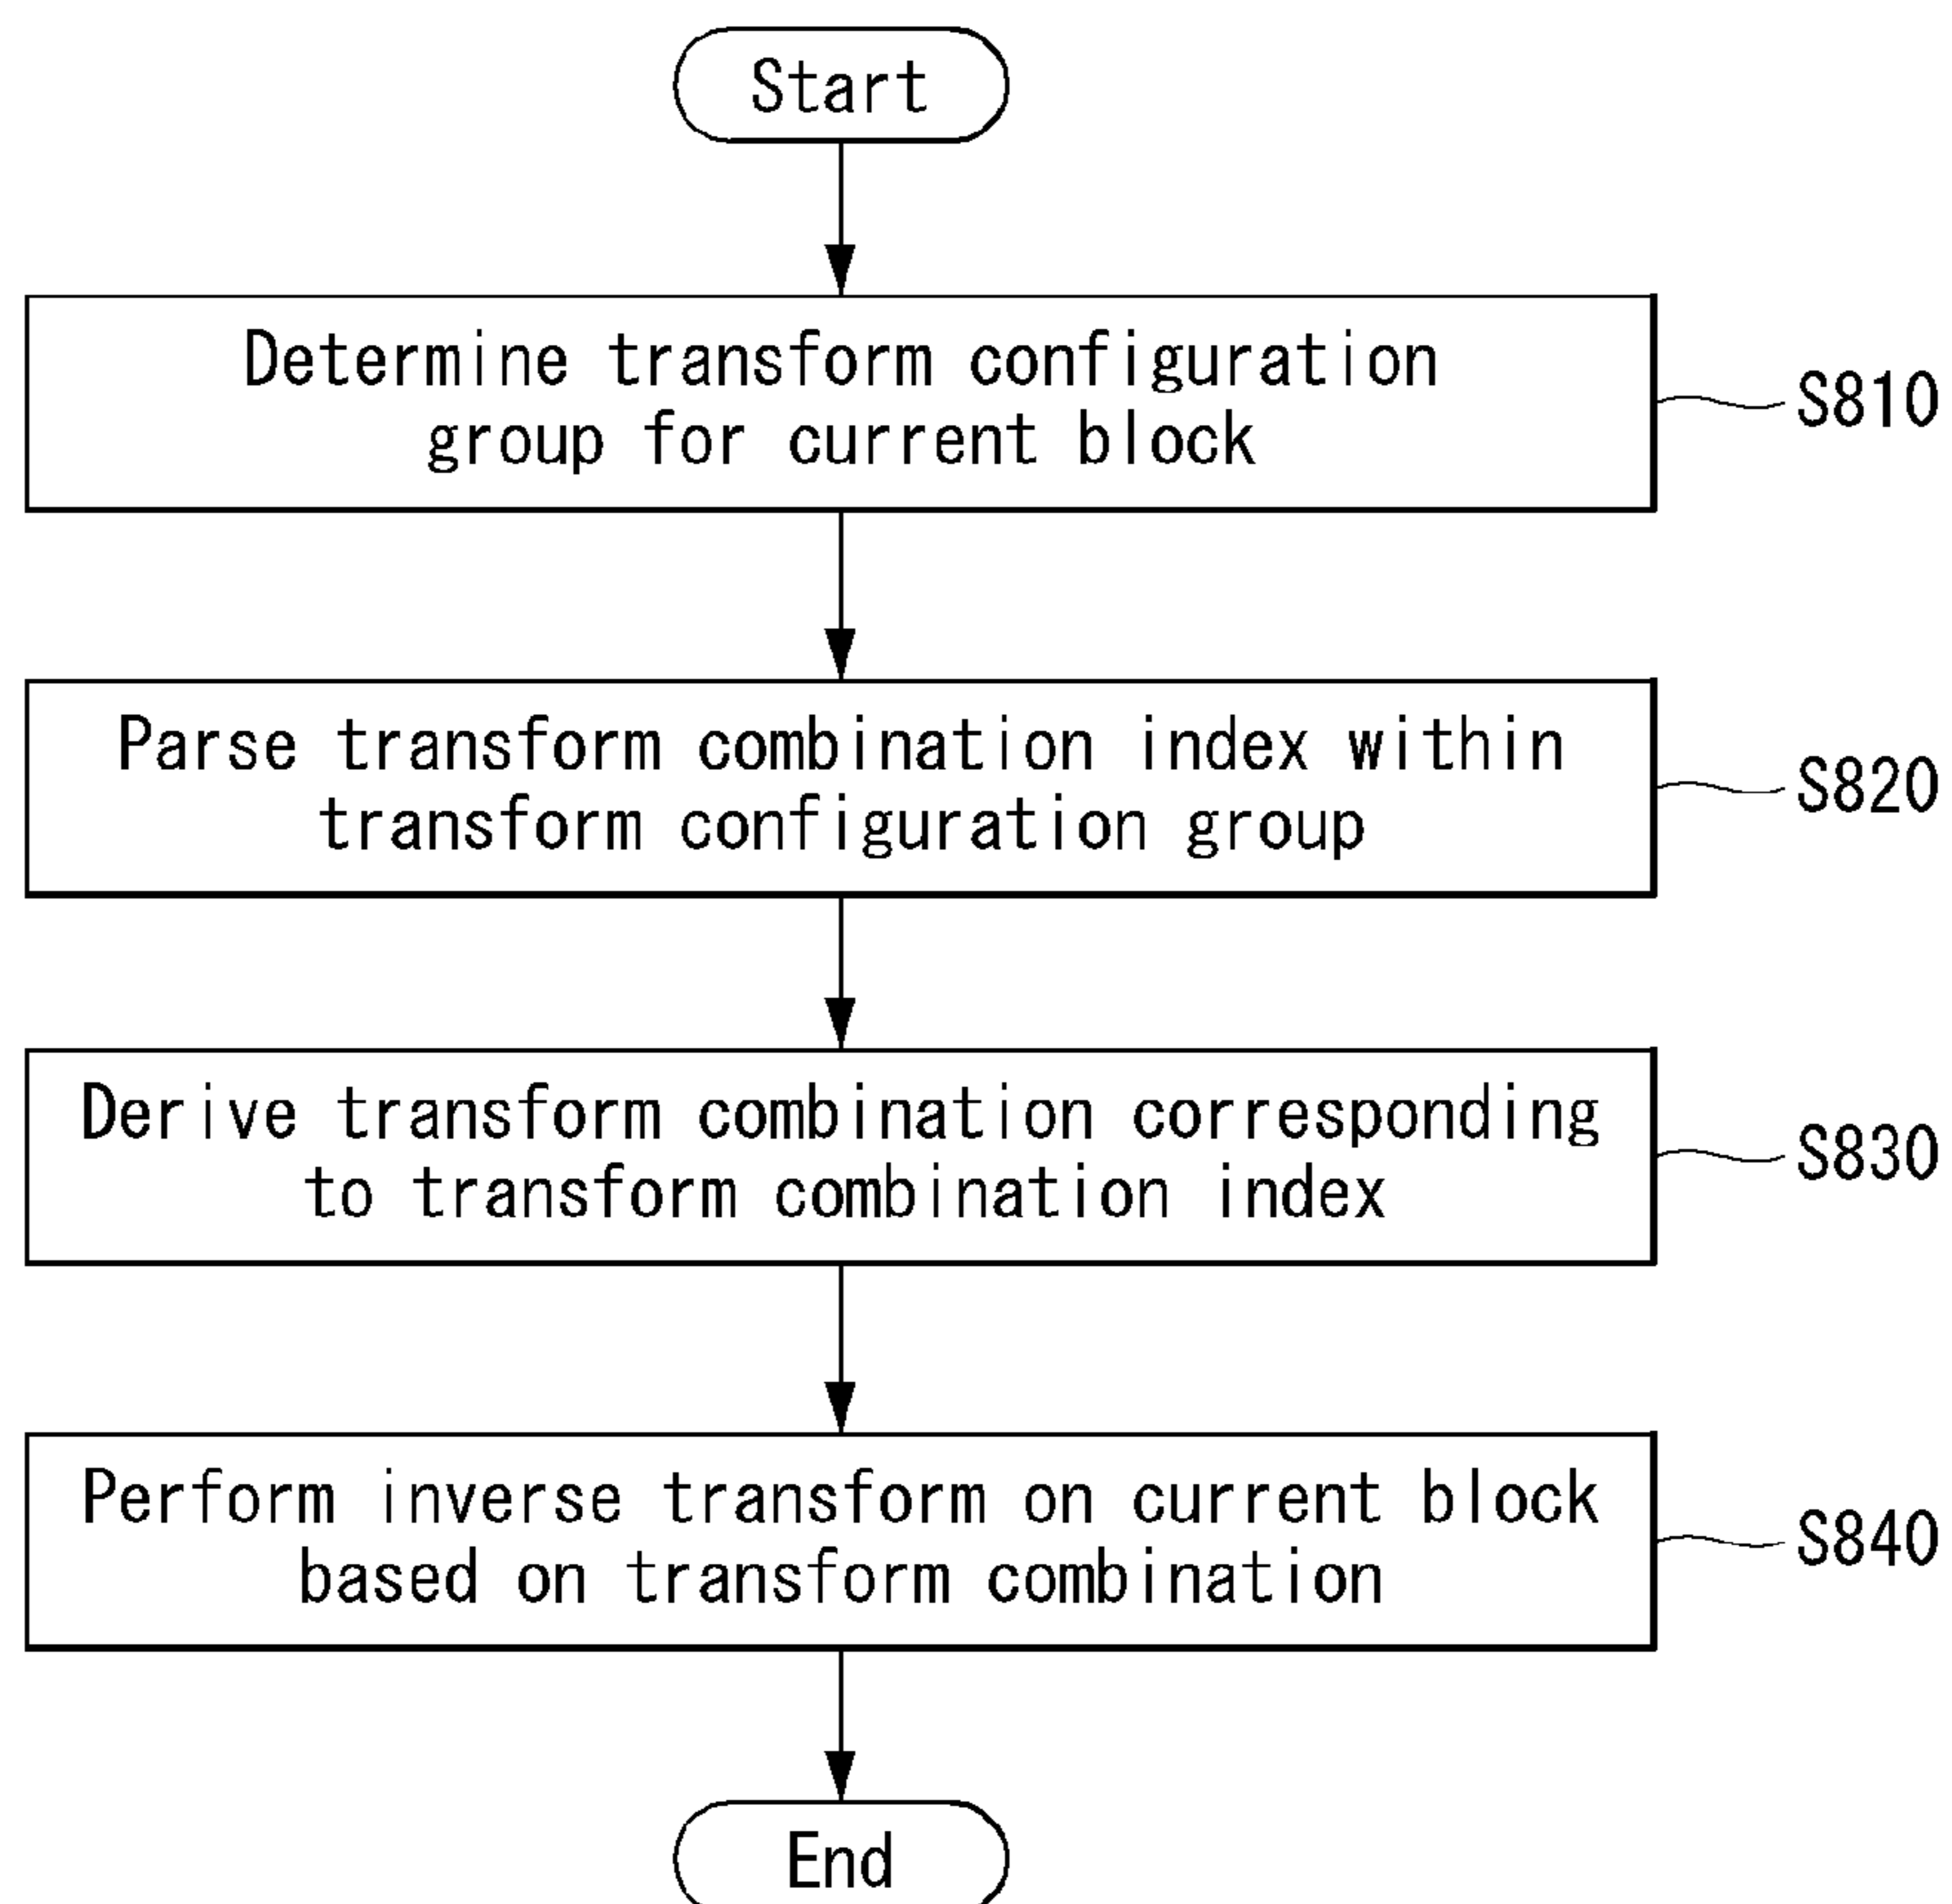 Start
Determine transform configuration
group for current block
S810
Parse transform combination index within
transform configuration group
S820
Derive transform combination corresponding
to transform combination index
S830
Perform inverse transform on current block
based on transform combination
S840
End